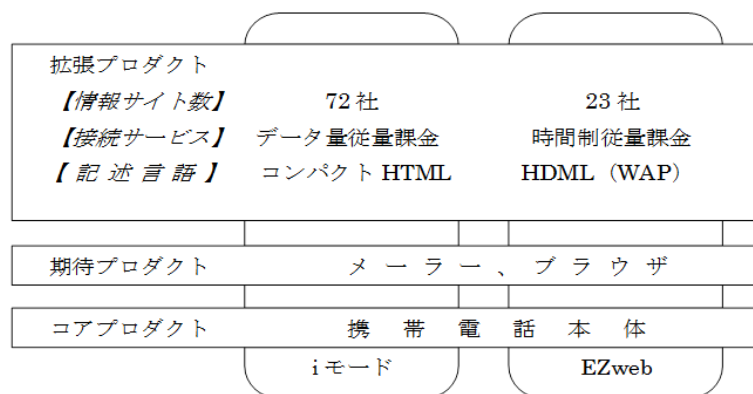 拡張プロダクト
【情報サイト数】 72社 23社
【接続サービス】 データ量従量課金 時間制従量課金
【記述言語】 コンパクトHTML HDML（WAP）
期待プロダクト メーラー、ブラウザ
コアプロダクト 携帯電話本体
iモード EZweb